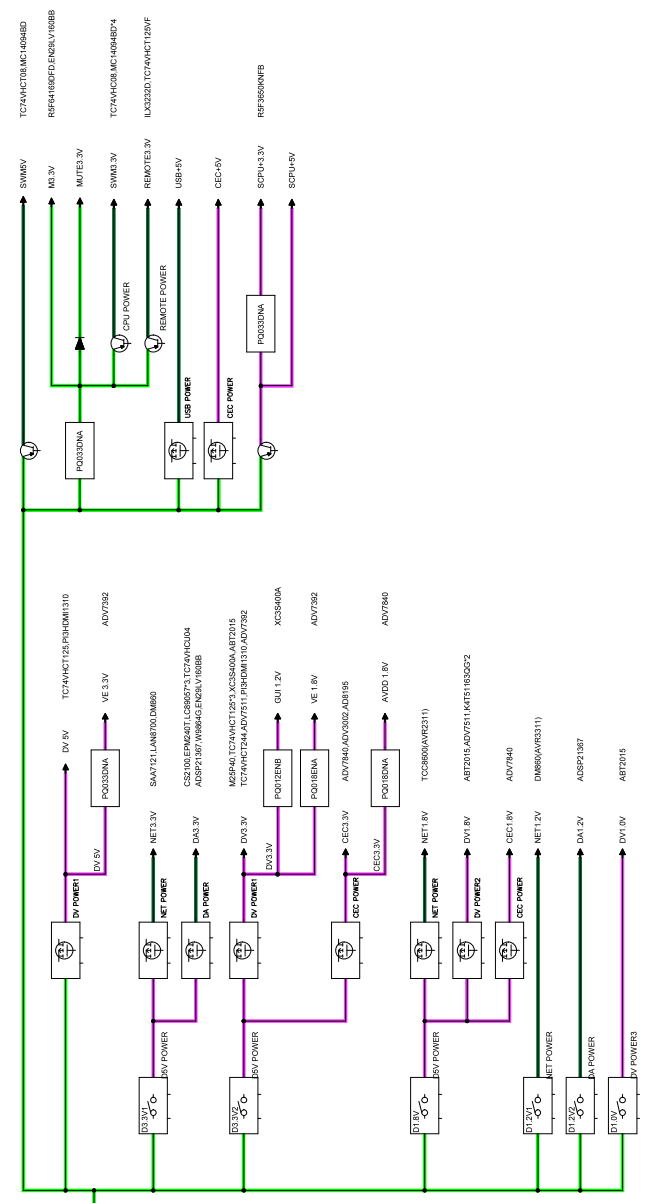 TC74VHCT08,MC14094BD
R5F64169DFD,EN29LV160BB
TC74VHC08,MC14094BD*4
ILX3232D,TC74VHCT125VF
R5F3650KNFB
SWM5V
M3.3V
MUTE3.3V
SWM3.3V
REMOTE3.3V
USB+5V
CEC+5V
SCPU+3.3V
SCPU+5V
CPU POWER
REMOTE POWER
PQ033DNA
PQ033DNA
USB POWER
CEC POWER
TC74VHCT125,PI3HDMI1310
ADV7392
SAA7121,LAN8700,DM860
CS2100,EPM240T,LC89057*3,TC74VHCU04
ADSP21367,W9864G,EN29LV160BB
M25P40,TC74VHCT125*3,XC3S400A,ABT2015
TC74VHCT244,ADV7511,PI3HDMI1310,ADV7392
XC3S400A
ADV7392
ADV7840,ADV3002,AD8195
ADV7840
TCC8600(AVR2311)
ABT2015,ADV7511,K4T51163QG*2
ADV7840
DM860(AVR3311)
ADSP21367
ABT2015
DV 5V
VE 3.3V
NET3.3V
DA3.3V
DV3.3V
GUI 1.2V
VE 1.8V
CEC3.3V
AVDD 1.8V
NET1.8V
DV1.8V
CEC1.8V
NET1.2V
DA1.2V
DV1.0V
PQ033DNA
PQ012ENB
PQ018ENA
PQ018DNA
DV 5V
DV3.3V
CEC3.3V
DV POWER1
NET POWER
DA POWER
DV POWER1
CEC POWER
NET POWER
DV POWER2
CEC POWER
D5V POWER
D5V POWER
D5V POWER
NET POWER
DA POWER
DV POWER3
D3.3V1
D3.3V2
D1.8V
D1.2V1
D1.2V2
D1.0V